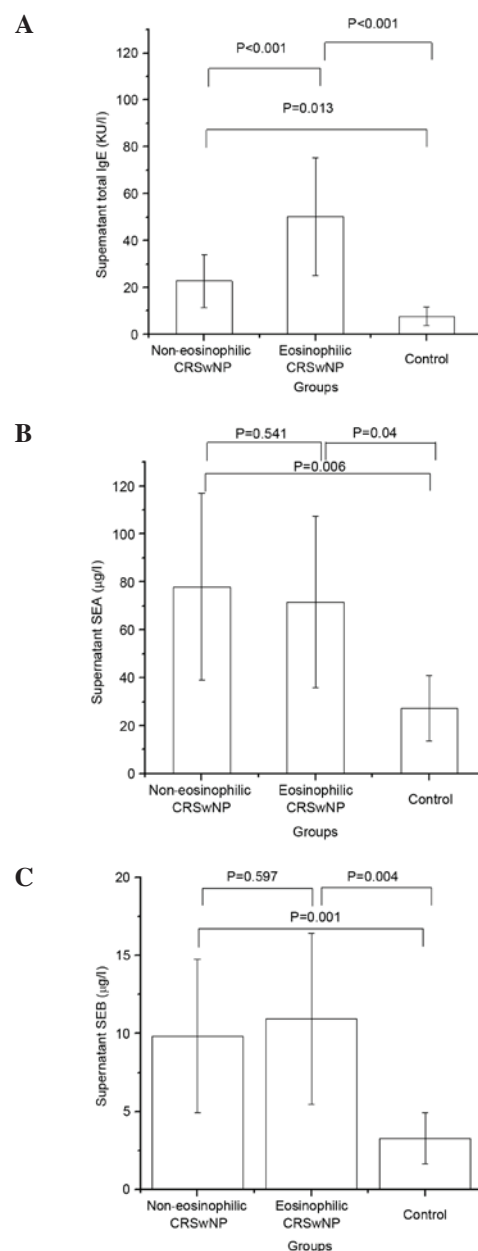 A
P<0.001
P<0.001
P=0.013
Supernatant total IgE (KU/l)
120
100
80
60
40
20
0
Non-eosinophilic
CRSwNP
Eosinophilic
CRSwNP
Control
Groups
B
P=0.541
P=0.04
P=0.006
Supernatant SEA (µg/l)
120
100
80
60
40
20
0
Non-eosinophilic
CRSwNP
Eosinophilic
CRSwNP
Control
Groups
C
P=0.597
P=0.004
P=0.001
Supernatant SEB (µg/l)
20
15
10
5
0
Non-eosinophilic
CRSwNP
Eosinophilic
CRSwNP
Control
Groups